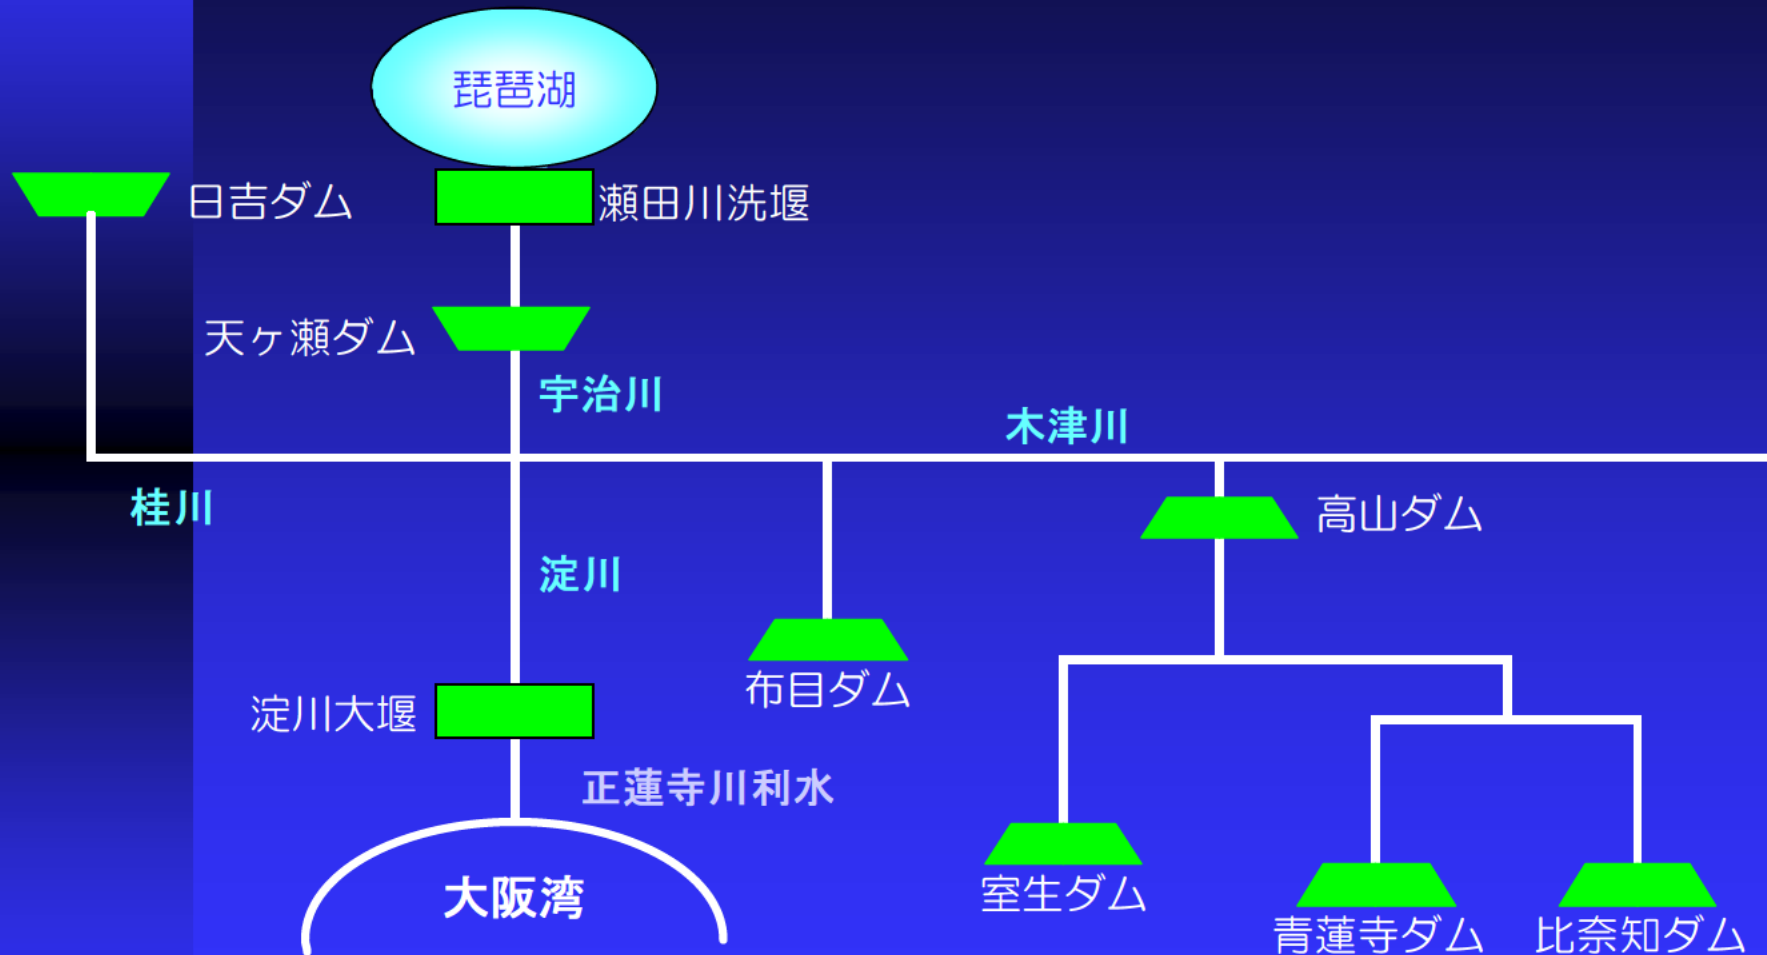 琵琶湖
日吉ダム
瀬田川洗堰
天ヶ瀬ダム
宇治川
木津川
桂川
高山ダム
淀川
布目ダム
淀川大堰
正蓮寺川利水
大阪湾
室生ダム
青蓮寺ダム
比奈知ダム